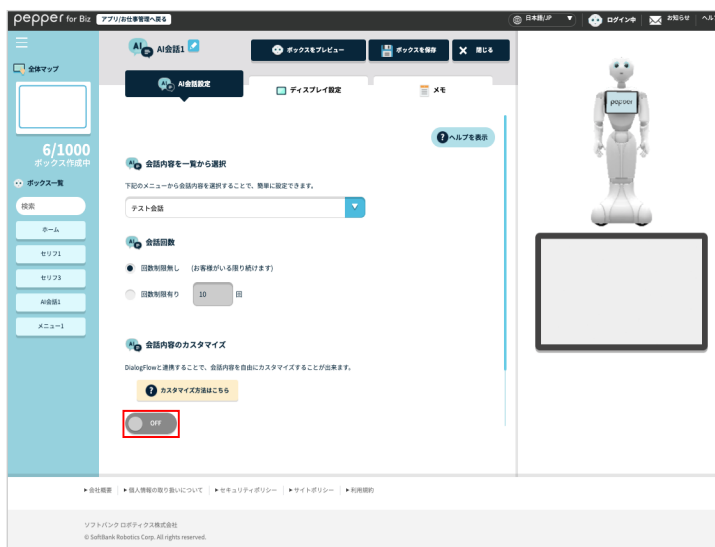 pepper for Biz アプリ/お仕事管理へ戻る 日本語/JP ▼ ログイン中 お知らせ ヘル
全体マップ
AI会話1 ボックスをプレビュー ボックスを保存 X 閉じる
AI会話設定 ディスプレイ設定 メモ
6/1000
ボックス作成中
ボックス一覧
検索
ホーム
セリフ1
セリフ3
AI会話1
メニュー1
? ヘルプを表示
会話内容を一覧から選択
下記のメニューから会話内容を選択することで、簡単に設定できます。
テスト会話
会話回数
回数制限無し (お客様がいる限り続けます)
回数制限有り 10 回
会話内容のカスタマイズ
DialogFlowと連携することで、会話内容を自由にカスタマイズすることが出来ます。
? カスタマイズ方法はこちら
OFF
pepper
▶会社概要 ▶個人情報の取り扱いについて ▶セキュリティポリシー ▶サイトポリシー ▶利用規約
ソフトバンク ロボティクス株式会社
© SoftBank Robotics Corp. All rights reserved.